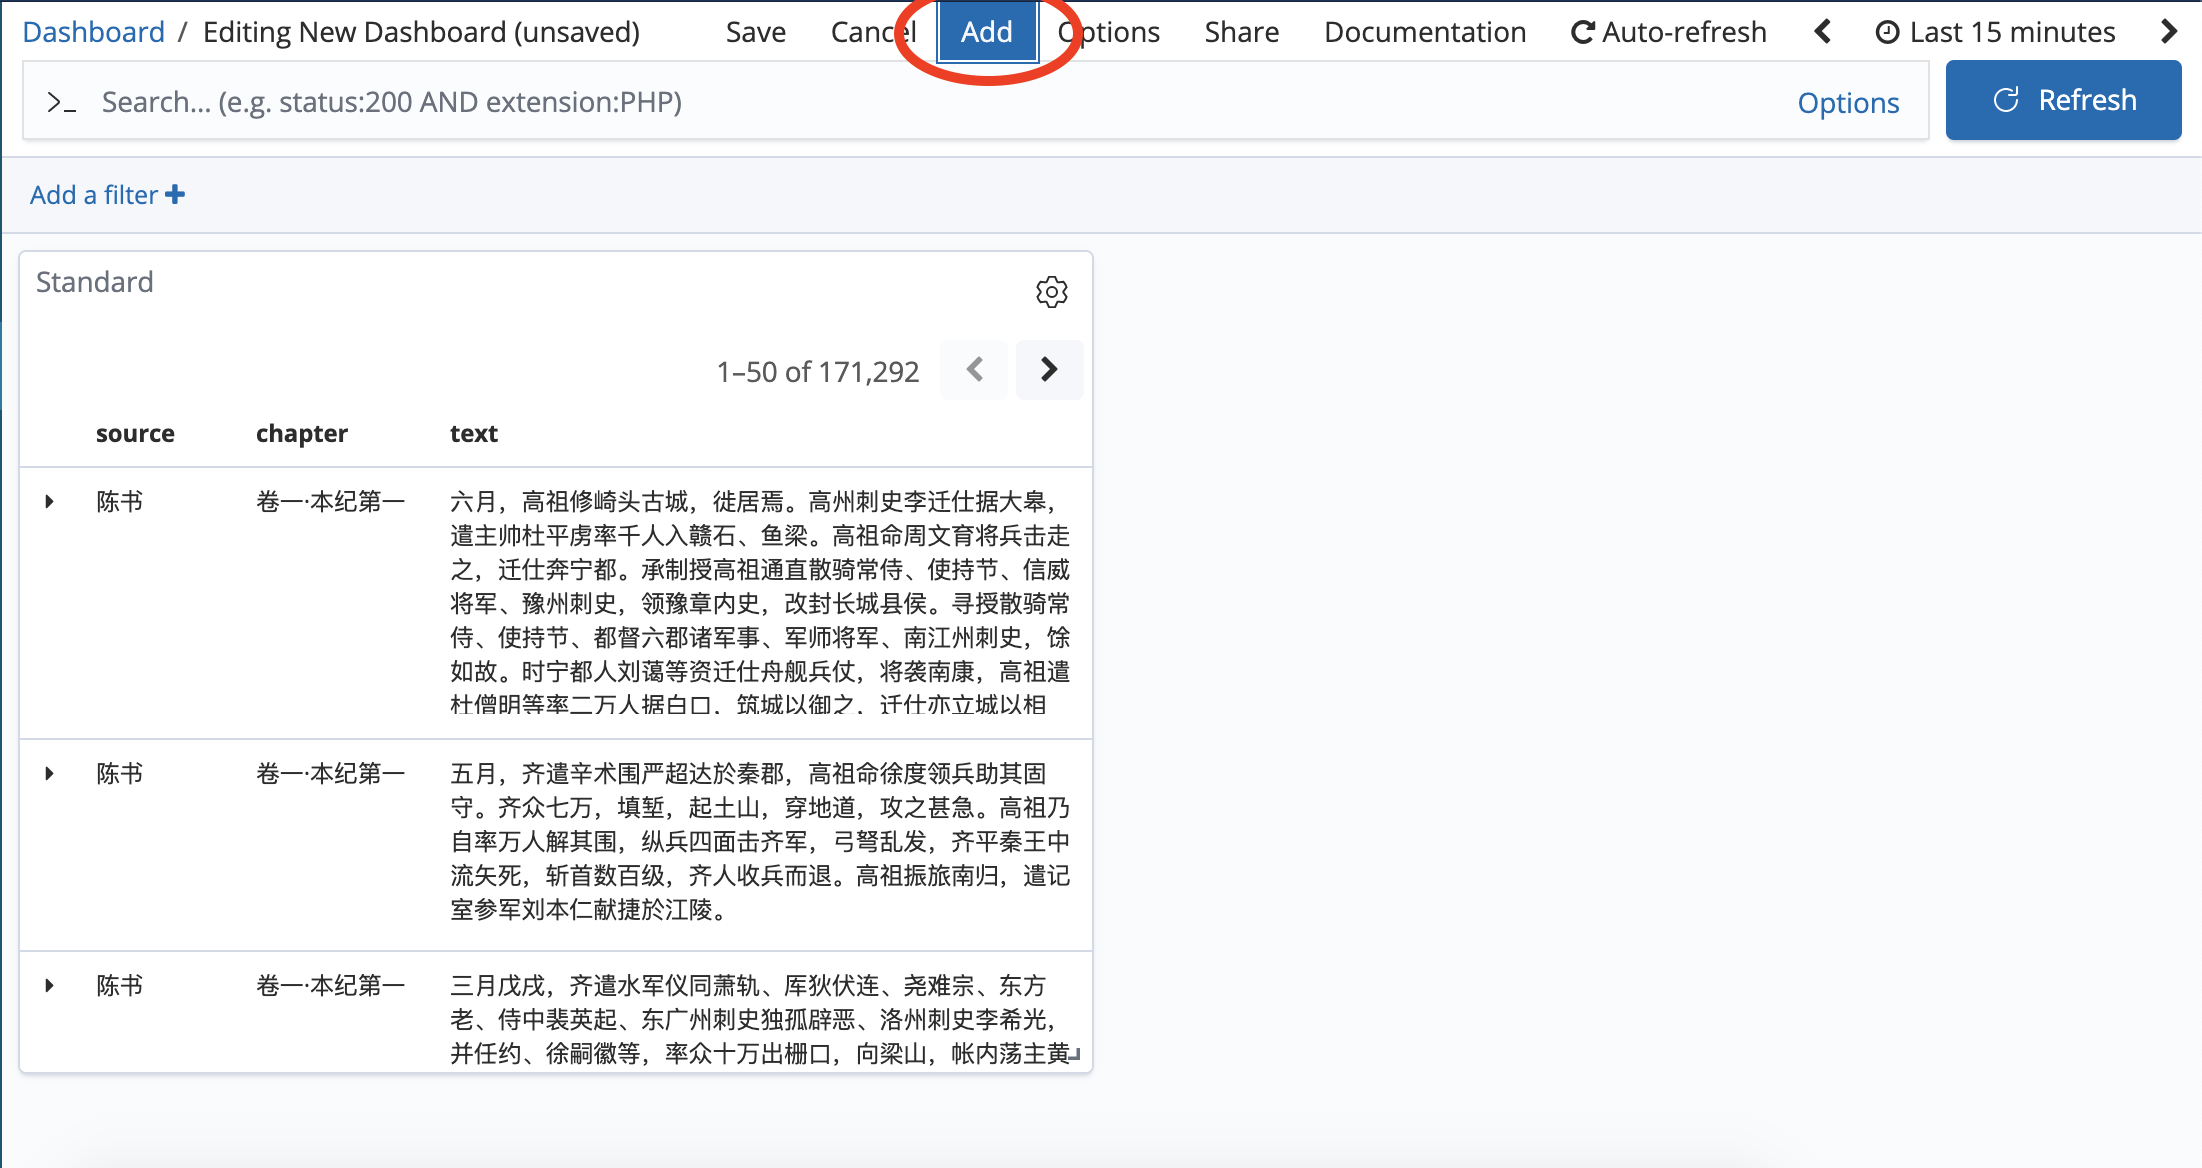 Dashboard / Editing New Dashboard (unsaved) Save Cancel Add Options Share Documentation Auto-refresh Last 15 minutes
>_ Search... (e.g. status:200 AND extension:PHP) Options Refresh
Add a filter
Standard
1–50 of 171,292
source chapter text
陈书 卷一·本纪第一 六月，高祖修崎头古城，徙居焉。高州刺史李迁仕据大皋，
遣主帅杜平虏率千人入赣石、鱼梁。高祖命周文育将兵击走
之，迁仕奔宁都。承制授高祖通直散骑常侍、使持节、信威
将军、豫州刺史，领豫章内史，改封长城县侯。寻授散骑常
侍、使持节、都督六郡诸军事、军师将军、南江州刺史，馀
如故。时宁都人刘蔼等资迁仕舟舰兵仗，将袭南康，高祖遣
杜僧明等率二万人据白口，筑城以御之，迁仕亦立城以相
陈书 卷一·本纪第一 五月，齐遣辛术围严超达於秦郡，高祖命徐度领兵助其固
守。齐众七万，填堑，起土山，穿地道，攻之甚急。高祖乃
自率万人解其围，纵兵四面击齐军，弓弩乱发，齐平秦王中
流矢死，斩首数百级，齐人收兵而退。高祖振旅南归，遣记
室参军刘本仁献捷於江陵。
陈书 卷一·本纪第一 三月戊戌，齐遣水军仪同萧轨、厍狄伏连、尧难宗、东方
老、侍中裴英起、东广州刺史独孤辟恶、洛州刺史李希光，
并任约、徐嗣徽等，率众十万出栅口，向梁山，帐内荡主黄